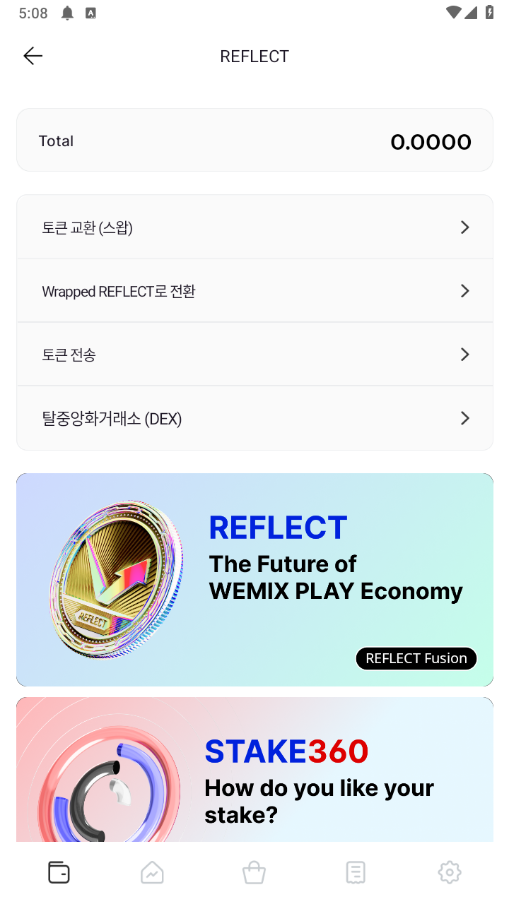 5:08
REFLECT
Total 0.0000
토큰 교환 (스왑)
Wrapped REFLECT로 전환
토큰 전송
탈중앙화거래소 (DEX)
REFLECT
The Future of
WEMIX PLAY Economy
REFLECT
REFLECT Fusion
STAKE360
How do you like your
stake?